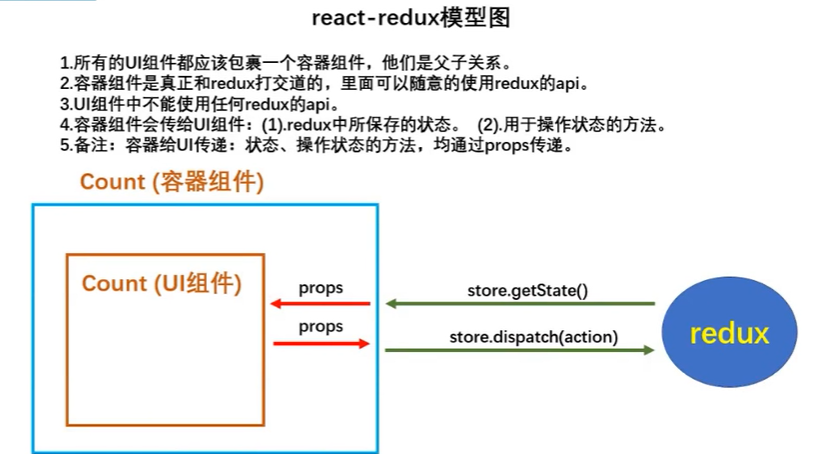 react-redux模型图
1.所有的UI组件都应该包裹一个容器组件，他们是父子关系。
2.容器组件是真正和redux打交道的，里面可以随意的使用redux的api。
3.UI组件中不能使用任何redux的api。
4.容器组件会传给UI组件：(1).redux中所保存的状态。 (2).用于操作状态的方法。
5.备注：容器给UI传递：状态、操作状态的方法，均通过props传递。
Count (容器组件)
Count (UI组件)
props
store.getState()
props
store.dispatch(action)
redux